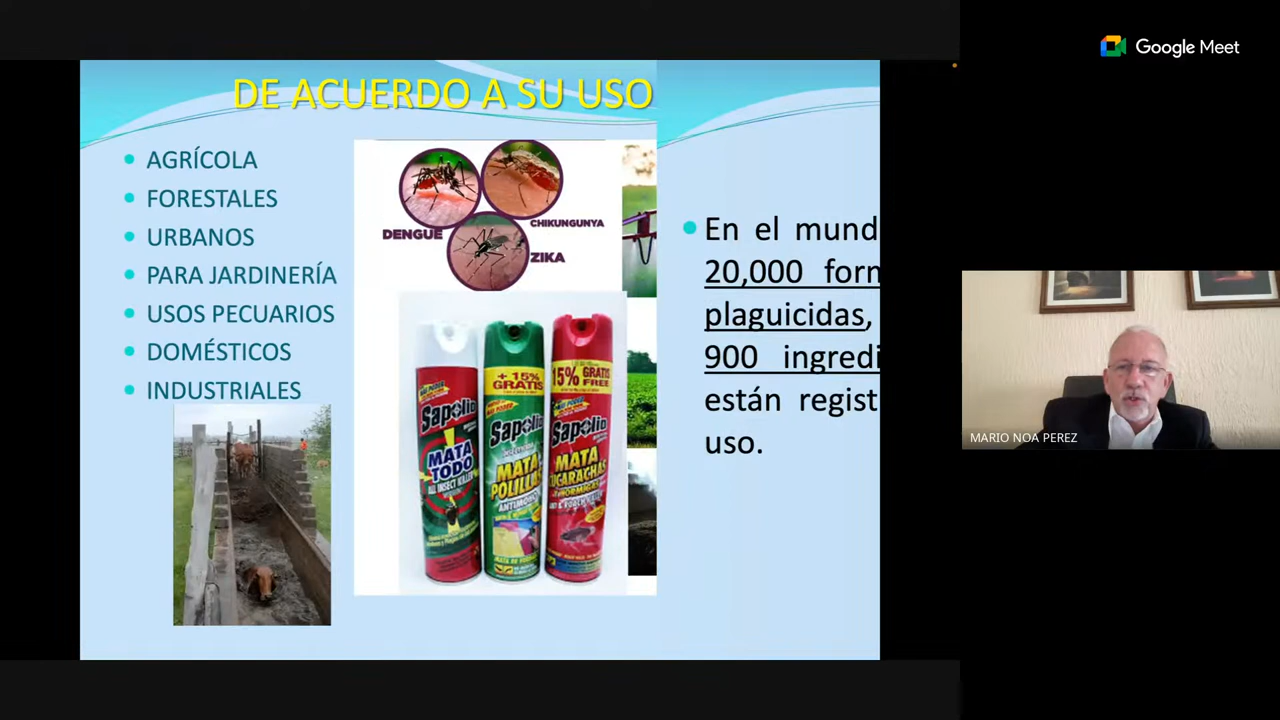 Google Meet
DE ACUERDO A SU USO
• AGRÍCOLA
• FORESTALES
• URBANOS
• PARA JARDINERÍA
• USOS PECUARIOS
• DOMÉSTICOS
• INDUSTRIALES
DENGUE
CHIKUNGUNYA
ZIKA
Sapolio
MATA
TODO
ALL INSECT KILLER
+ 15%
GRATIS
Sapolio
MATA
POLILLA
15% GRATIS
FREE
Sapolio
MATA
CUCARACHAS
• En el mund
20,000 form
plaguicidas,
900 ingredi
están regist
uso.
MARIO NOA PEREZ